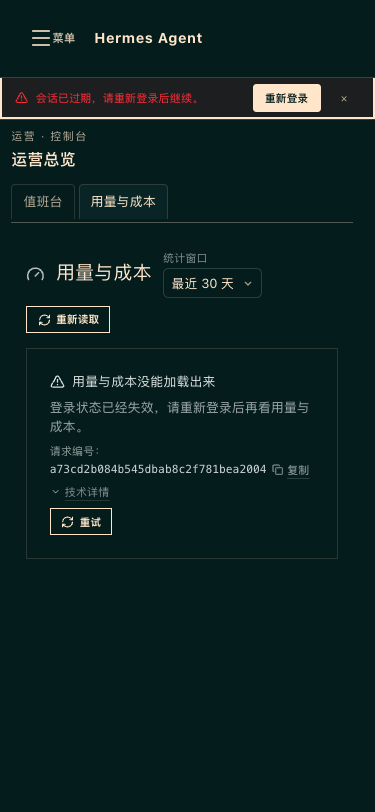 菜单 Hermes Agent
会话已过期，请重新登录后继续。 重新登录 ×
运营 · 控制台
运营总览
值班台 用量与成本
用量与成本
统计窗口
最近 30 天
重新读取
用量与成本没能加载出来
登录状态已经失效，请重新登录后再看用量与
成本。
请求编号：
a73cd2b084b545dbab8c2f781bea2004 复制
技术详情
重试